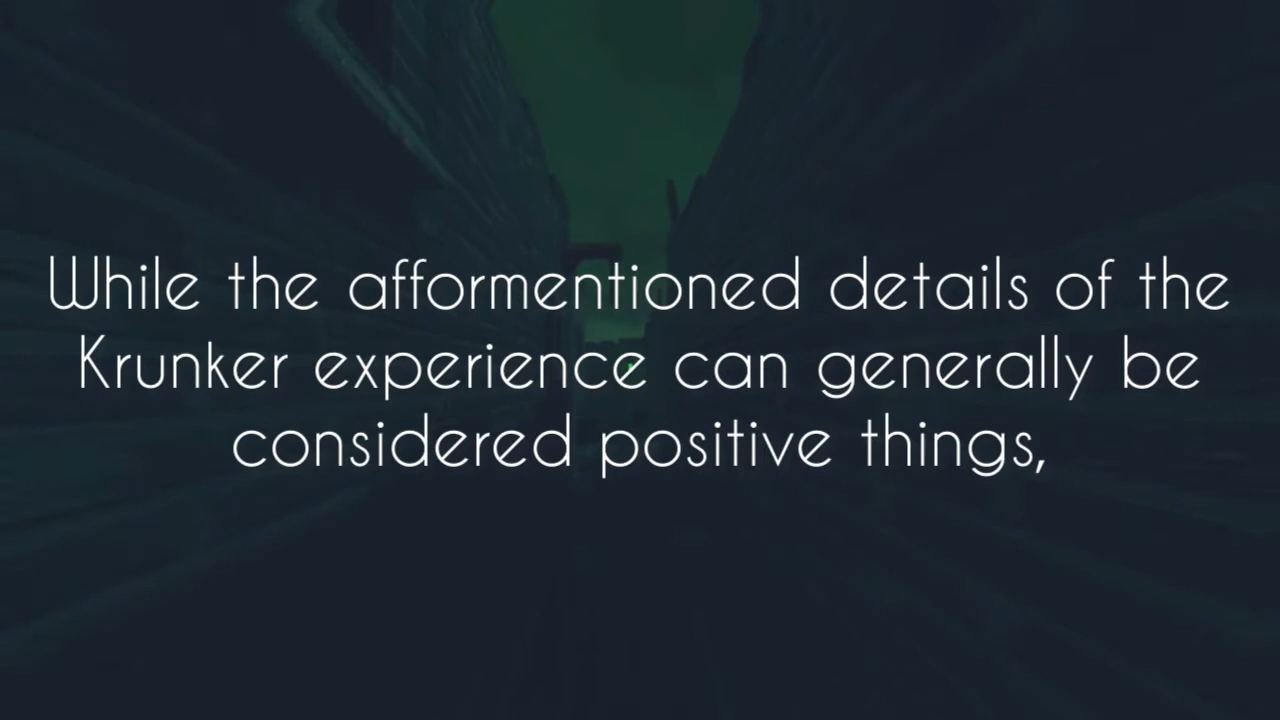 While the afformentioned details of the
Krunker experience can generally be
considered positive things,